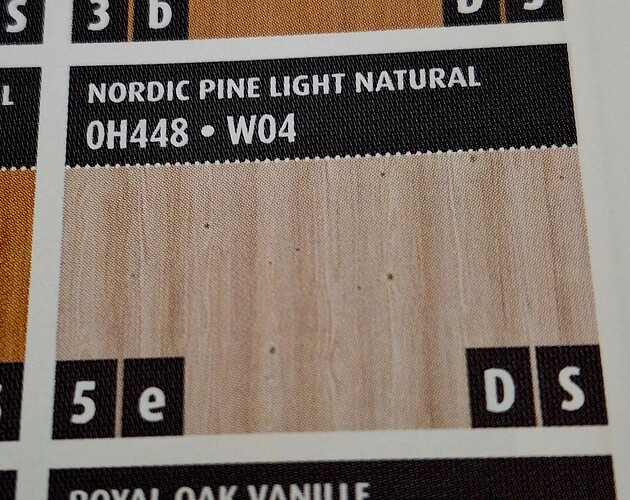 S 3 b D S
L
NORDIC PINE LIGHT NATURAL
0H448 • W04
5 e D S
ROYAL OAK VANILLE